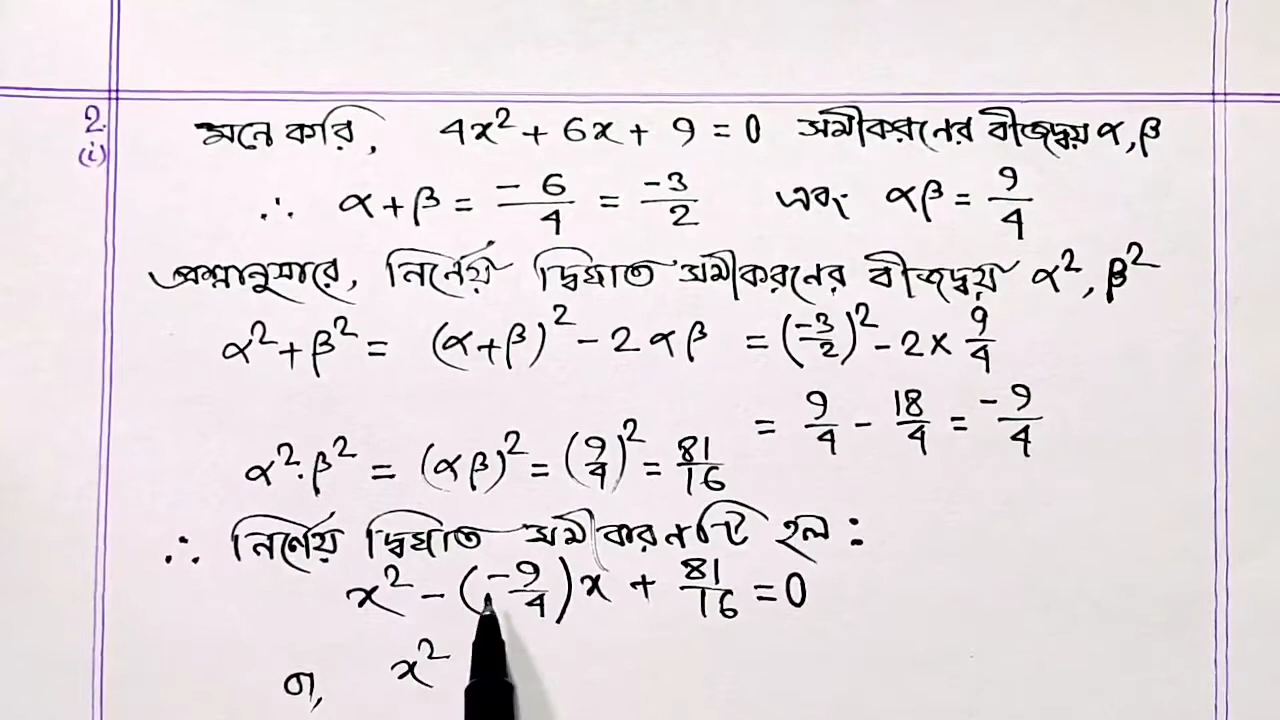 2 (i) মনে করি, 4x² + 6x + 9 = 0 সমীকরনের বীজদ্বয় α, β
∴ α + β = -6/4 = -3/2 এবং αβ = 9/4
প্রশ্নানুসারে, নির্নেয় দ্বিঘাত সমীকরনের বীজদ্বয় α², β²
α² + β² = (α + β)² - 2αβ = (-3/2)² - 2 × 9/4
= 9/4 - 18/4 = -9/4
α².β² = (αβ)² = (9/4)² = 81/16
∴ নির্ণেয় দ্বিঘাত সমীকরনটি হল :
x² - (-9/4)x + 81/16 = 0
বা, x²